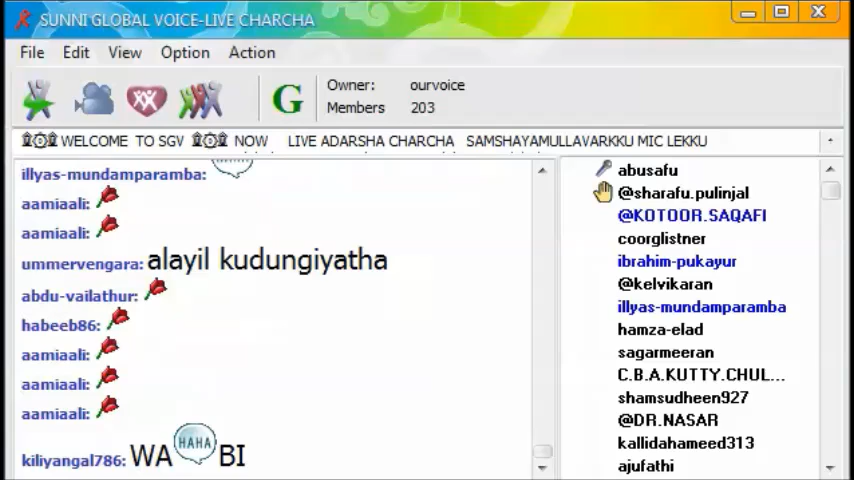 SUNNI GLOBAL VOICE-LIVE CHARCHA
File Edit View Option Action
G
Owner: ourvoice
Members 203
WELCOME TO SGV NOW LIVE ADARSHA CHARCHA SAMSHAYAMULLAVARKKU MIC LEKKU
illyas-mundamparamba:
aamiaali:
aamiaali:
ummervengara: alayil kudungiyatha
abdu-vailathur:
habeeb86:
aamiaali:
aamiaali:
aamiaali:
kiliyangal786: WA HAHA BI
abusafu
@sharafu.pulinjal
@KOTOOR.SAQAFI
coorglistner
ibrahim-pukayur
@kelvikaran
illyas-mundamparamba
hamza-elad
sagarmeeran
C.B.A.KUTTY.CHUL...
shamsudheen927
@DR.NASAR
kallidahameed313
ajufathi